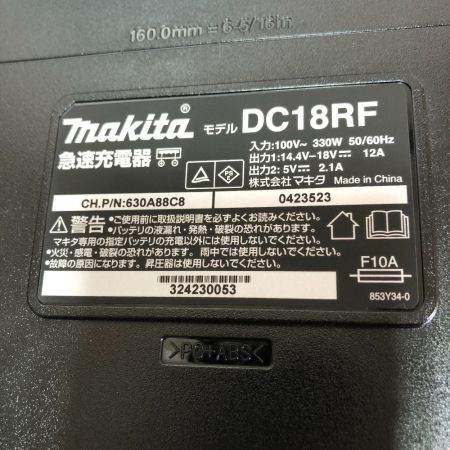 160.0mm=6-5/16in
makita® モデル DC18RF
急速充電器
入力:100V~ 330W 50/60Hz
出力1:14.4V-18V⎓ 12A
出力2:5V⎓ 2.1A
株式会社マキタ Made in China
PS E
CH.P/N:630A88C8 0423523
⚠警告 •ご使用前に取扱説明書を必ずよくお読みください。
•バッテリの液漏れ・発熱・破裂の恐れがあります。
マキタ専用の指定バッテリの充電以外には使用しないでください。
•火災・感電・破裂の恐れあり。雨中では使用しないでください。
•故障の原因になります。昇圧器は使用しないでください。
F10A
324230053
853Y34-0
>PC+ABS<